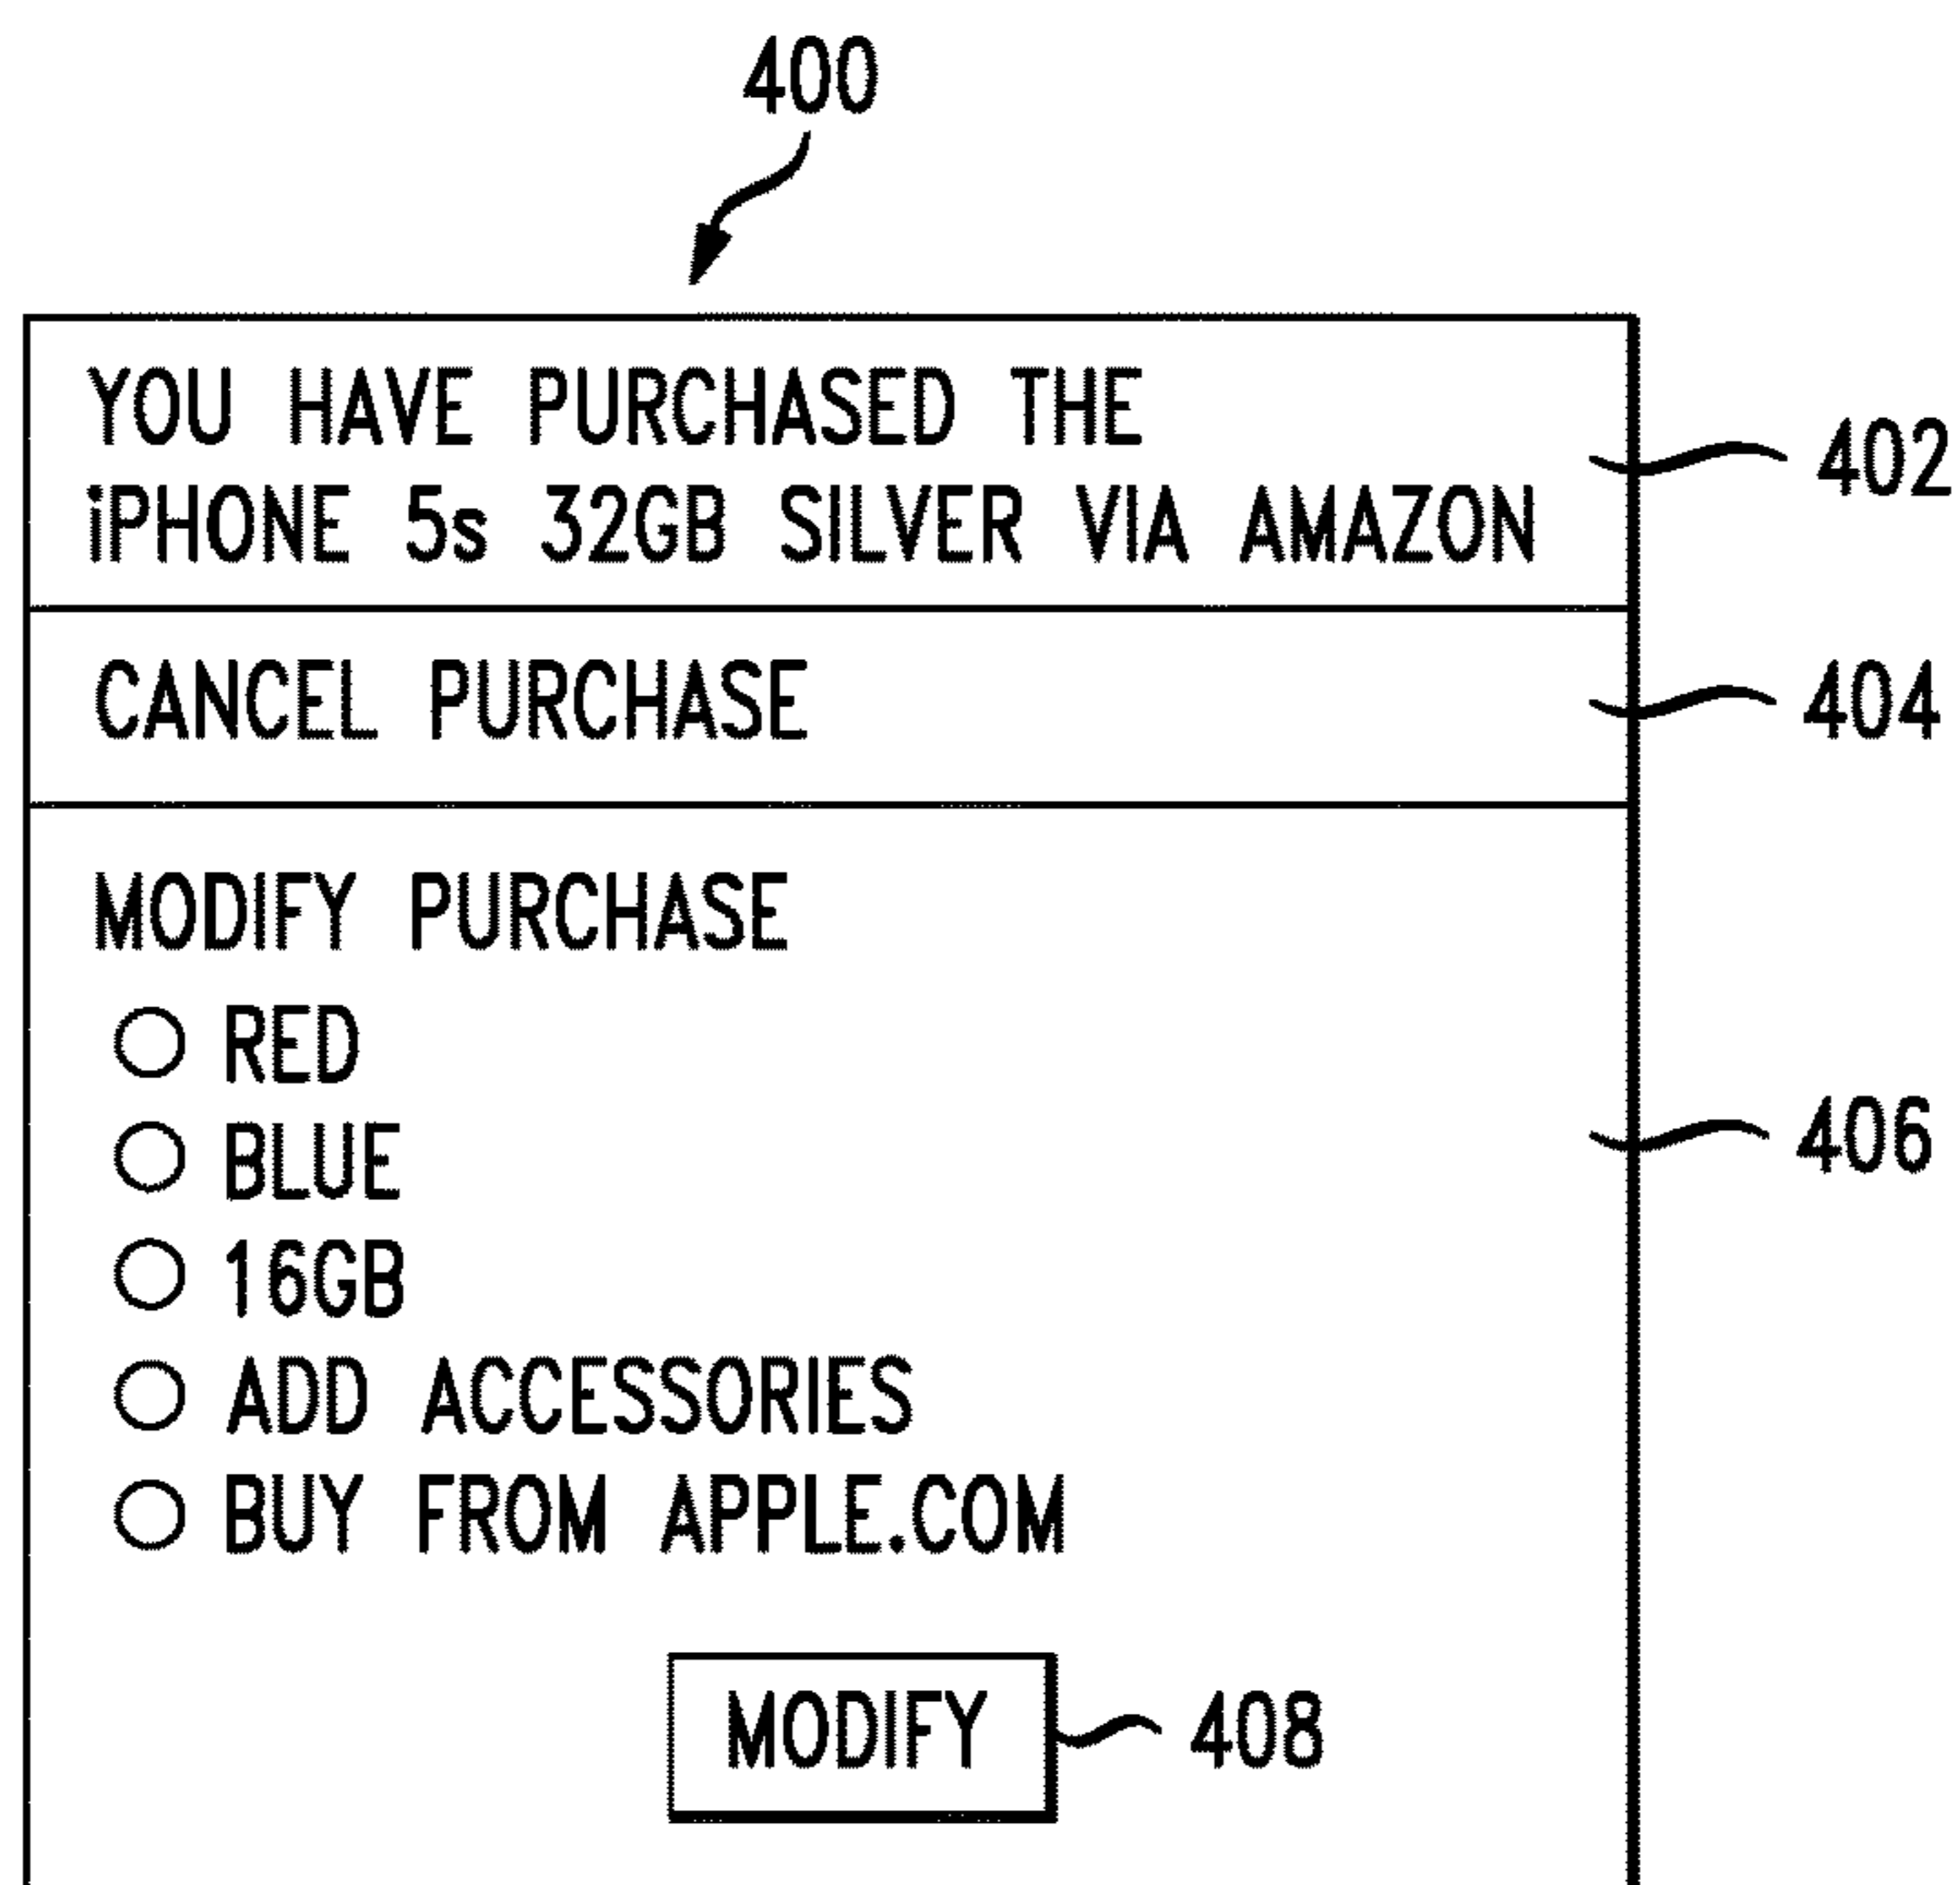 400
YOU HAVE PURCHASED THE
iPHONE 5s 32GB SILVER VIA AMAZON
402
CANCEL PURCHASE
404
MODIFY PURCHASE
RED
BLUE
406
16GB
ADD ACCESSORIES
BUY FROM APPLE.COM
MODIFY
408